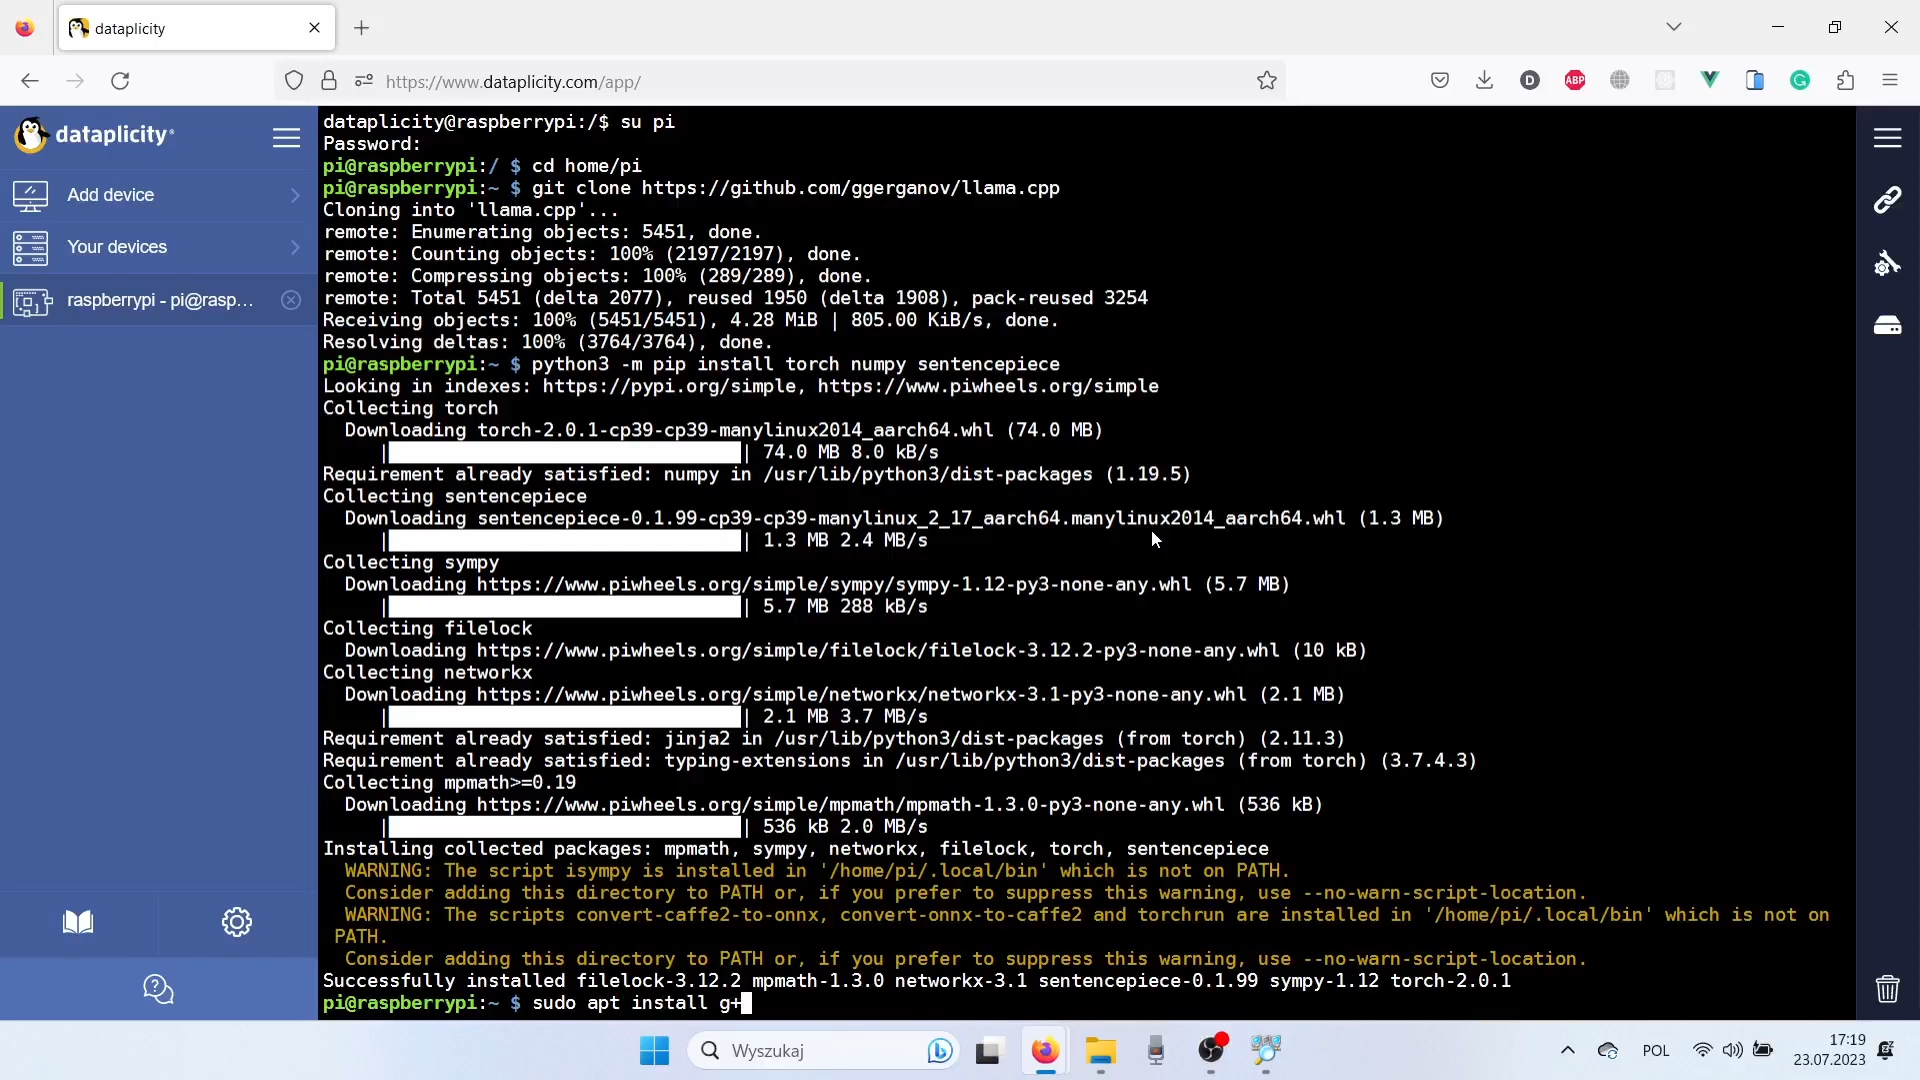 dataplicity
https://www.dataplicity.com/app/
D
ABP
dataplicity
Add device
Your devices
raspberrypi - pi@rasp...
dataplicity@raspberrypi:/$ su pi
Password:
pi@raspberrypi:/ $ cd home/pi
pi@raspberrypi:~ $ git clone https://github.com/ggerganov/llama.cpp
Cloning into 'llama.cpp'...
remote: Enumerating objects: 5451, done.
remote: Counting objects: 100% (2197/2197), done.
remote: Compressing objects: 100% (289/289), done.
remote: Total 5451 (delta 2077), reused 1950 (delta 1908), pack-reused 3254
Receiving objects: 100% (5451/5451), 4.28 MiB | 805.00 KiB/s, done.
Resolving deltas: 100% (3764/3764), done.
pi@raspberrypi:~ $ python3 -m pip install torch numpy sentencepiece
Looking in indexes: https://pypi.org/simple, https://www.piwheels.org/simple
Collecting torch
Downloading torch-2.0.1-cp39-cp39-manylinux2014_aarch64.whl (74.0 MB)
| | 74.0 MB 8.0 kB/s
Requirement already satisfied: numpy in /usr/lib/python3/dist-packages (1.19.5)
Collecting sentencepiece
Downloading sentencepiece-0.1.99-cp39-cp39-manylinux_2_17_aarch64.manylinux2014_aarch64.whl (1.3 MB)
| | 1.3 MB 2.4 MB/s
Collecting sympy
Downloading https://www.piwheels.org/simple/sympy/sympy-1.12-py3-none-any.whl (5.7 MB)
| | 5.7 MB 288 kB/s
Collecting filelock
Downloading https://www.piwheels.org/simple/filelock/filelock-3.12.2-py3-none-any.whl (10 kB)
Collecting networkx
Downloading https://www.piwheels.org/simple/networkx/networkx-3.1-py3-none-any.whl (2.1 MB)
| | 2.1 MB 3.7 MB/s
Requirement already satisfied: jinja2 in /usr/lib/python3/dist-packages (from torch) (2.11.3)
Requirement already satisfied: typing-extensions in /usr/lib/python3/dist-packages (from torch) (3.7.4.3)
Collecting mpmath>=0.19
Downloading https://www.piwheels.org/simple/mpmath/mpmath-1.3.0-py3-none-any.whl (536 kB)
| | 536 kB 2.0 MB/s
Installing collected packages: mpmath, sympy, networkx, filelock, torch, sentencepiece
WARNING: The script isympy is installed in '/home/pi/.local/bin' which is not on PATH.
Consider adding this directory to PATH or, if you prefer to suppress this warning, use --no-warn-script-location.
WARNING: The scripts convert-caffe2-to-onnx, convert-onnx-to-caffe2 and torchrun are installed in '/home/pi/.local/bin' which is not on
PATH.
Consider adding this directory to PATH or, if you prefer to suppress this warning, use --no-warn-script-location.
Successfully installed filelock-3.12.2 mpmath-1.3.0 networkx-3.1 sentencepiece-0.1.99 sympy-1.12 torch-2.0.1
pi@raspberrypi:~ $ sudo apt install g+
Wyszukaj
POL
17:19
23.07.2023